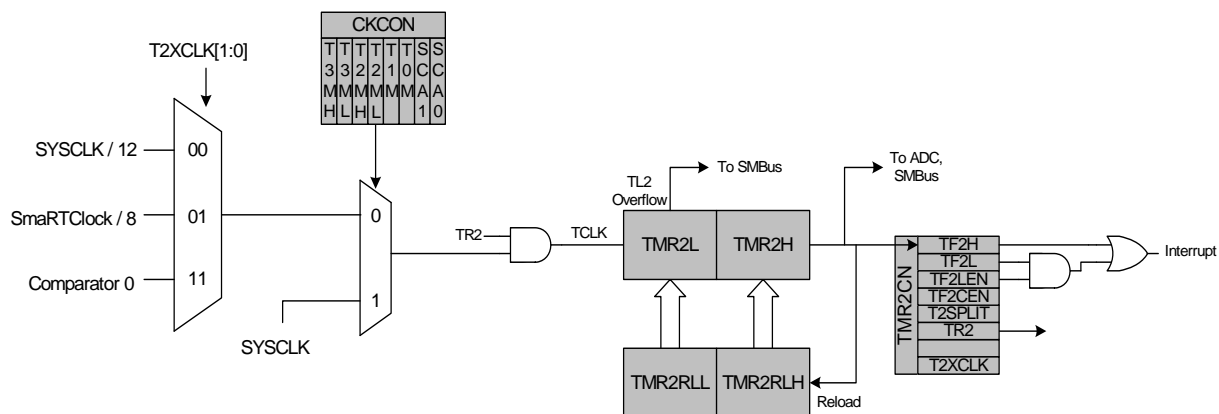 T2XCLK[1:0]
CKCON
T3MH
T3ML
T2MH
T2ML
T1M
T0M
SCA1
SCA0
SYSCLK / 12
00
SmaRTClock / 8
01
Comparator 0
11
0
1
SYSCLK
TR2
TCLK
TL2
Overflow
To SMBus
To ADC,
SMBus
TMR2L
TMR2H
TMR2RLL
TMR2RLH
Reload
TMR2CN
TF2H
TF2L
TF2LEN
TF2CEN
T2SPLIT
TR2
T2XCLK
Interrupt